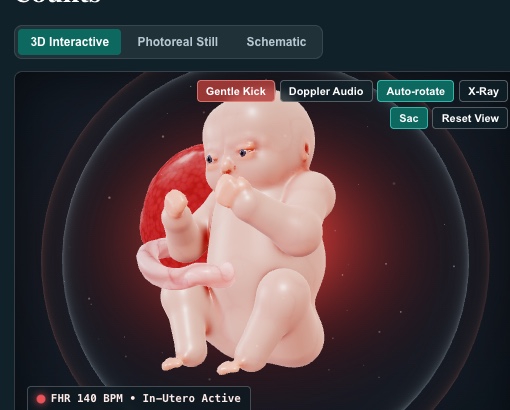 Counts
3D Interactive Photoreal Still Schematic
Gentle Kick Doppler Audio Auto-rotate X-Ray
Sac Reset View
FHR 140 BPM • In-Utero Active